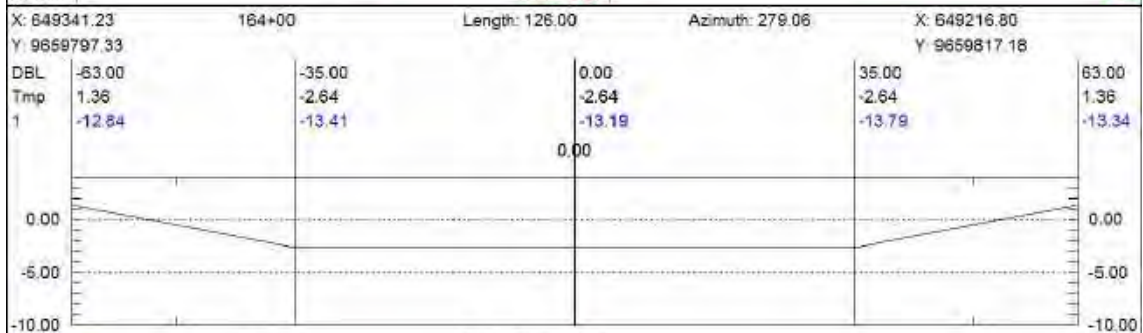 X: 649341.23 164+00 Length: 126.00 Azimuth: 279.06 X: 649216.80
Y: 9659797.33 Y: 9659817.18
DBL -63.00 -35.00 0.00 35.00 63.00
Tmp 1.36 -2.64 -2.64 -2.64 1.36
1 -12.84 -13.41 -13.19 -13.79 -13.34
0.00
0.00 0.00
-5.00 -5.00
-10.00 -10.00